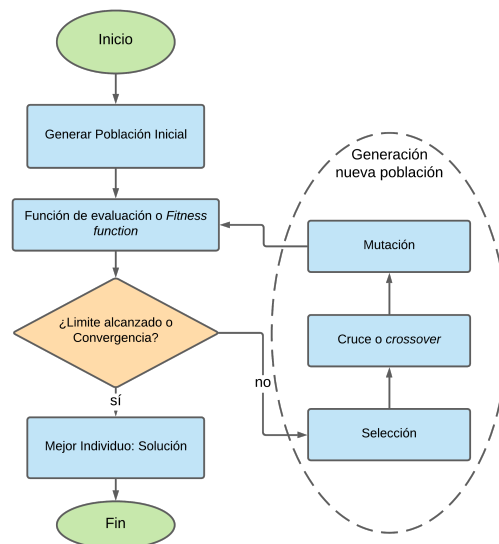 Inicio
Generar Población Inicial
Función de evaluación o Fitness
function
¿Limite alcanzado o
Convergencia?
sí
no
Mejor Individuo: Solución
Fin
Generación
nueva población
Mutación
Cruce o crossover
Selección